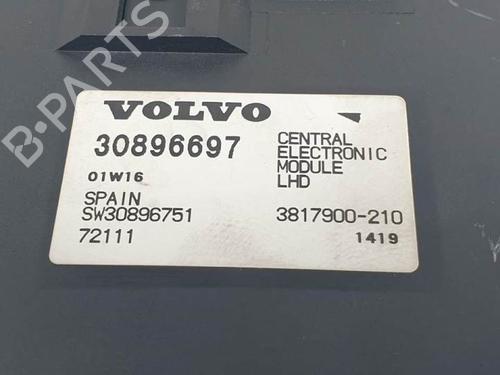 B-PARTS
VOLVO
30896697
CENTRAL
ELECTRONIC
MODULE
LHD
01W16
SPAIN
SW30896751
3817900-210
72111
1419